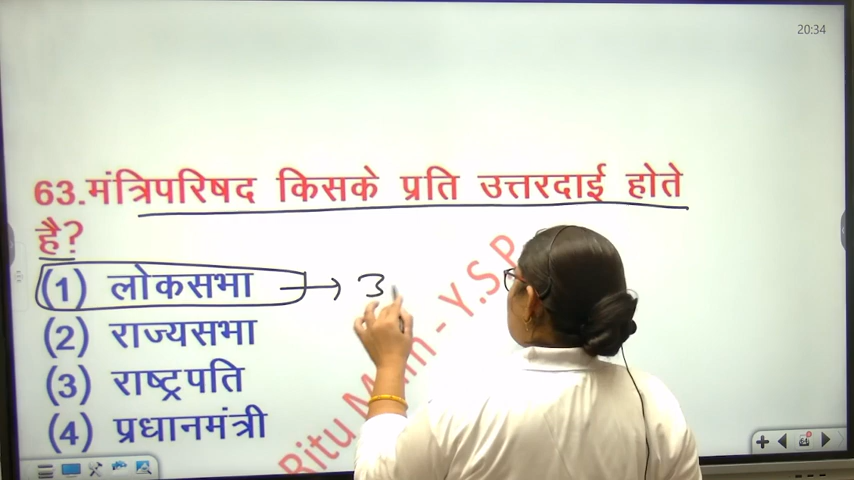 20:34
63.मंत्रिपरिषद किसके प्रति उत्तरदाई होते
है?
(1) लोकसभा → 3
(2) राज्यसभा
(3) राष्ट्रपति
(4) प्रधानमंत्री
Ritu Mam - Y.S.P